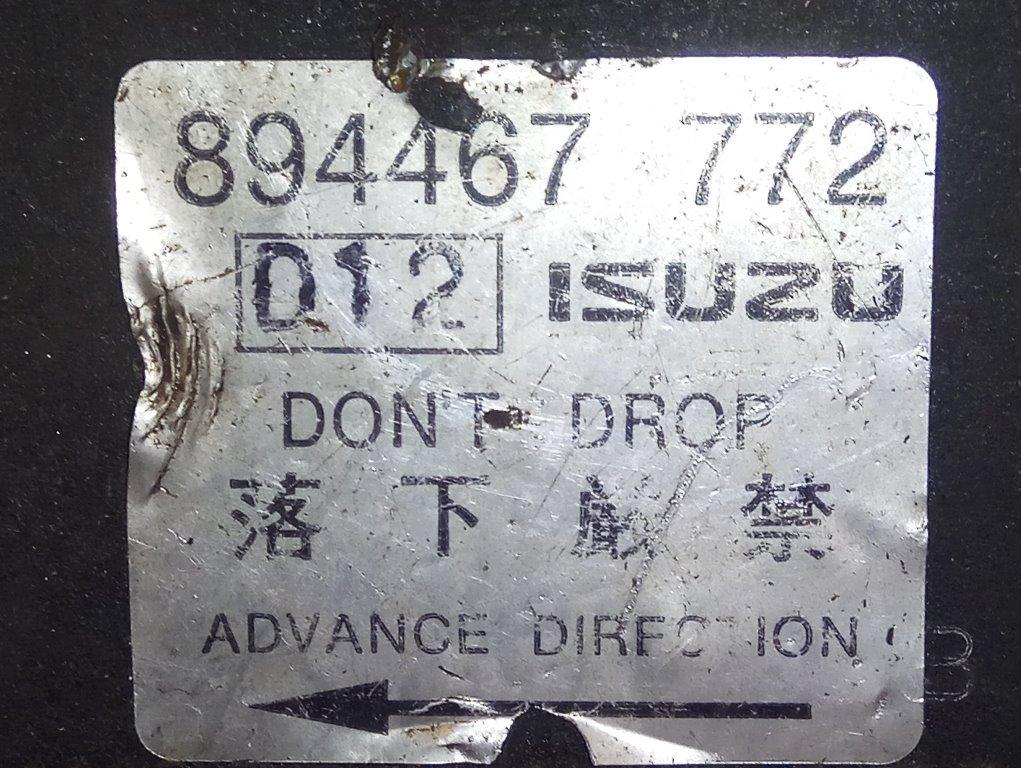 894467 772
D12 ISUZU
DON'T DROP
落下厳禁
ADVANCE DIRECTION